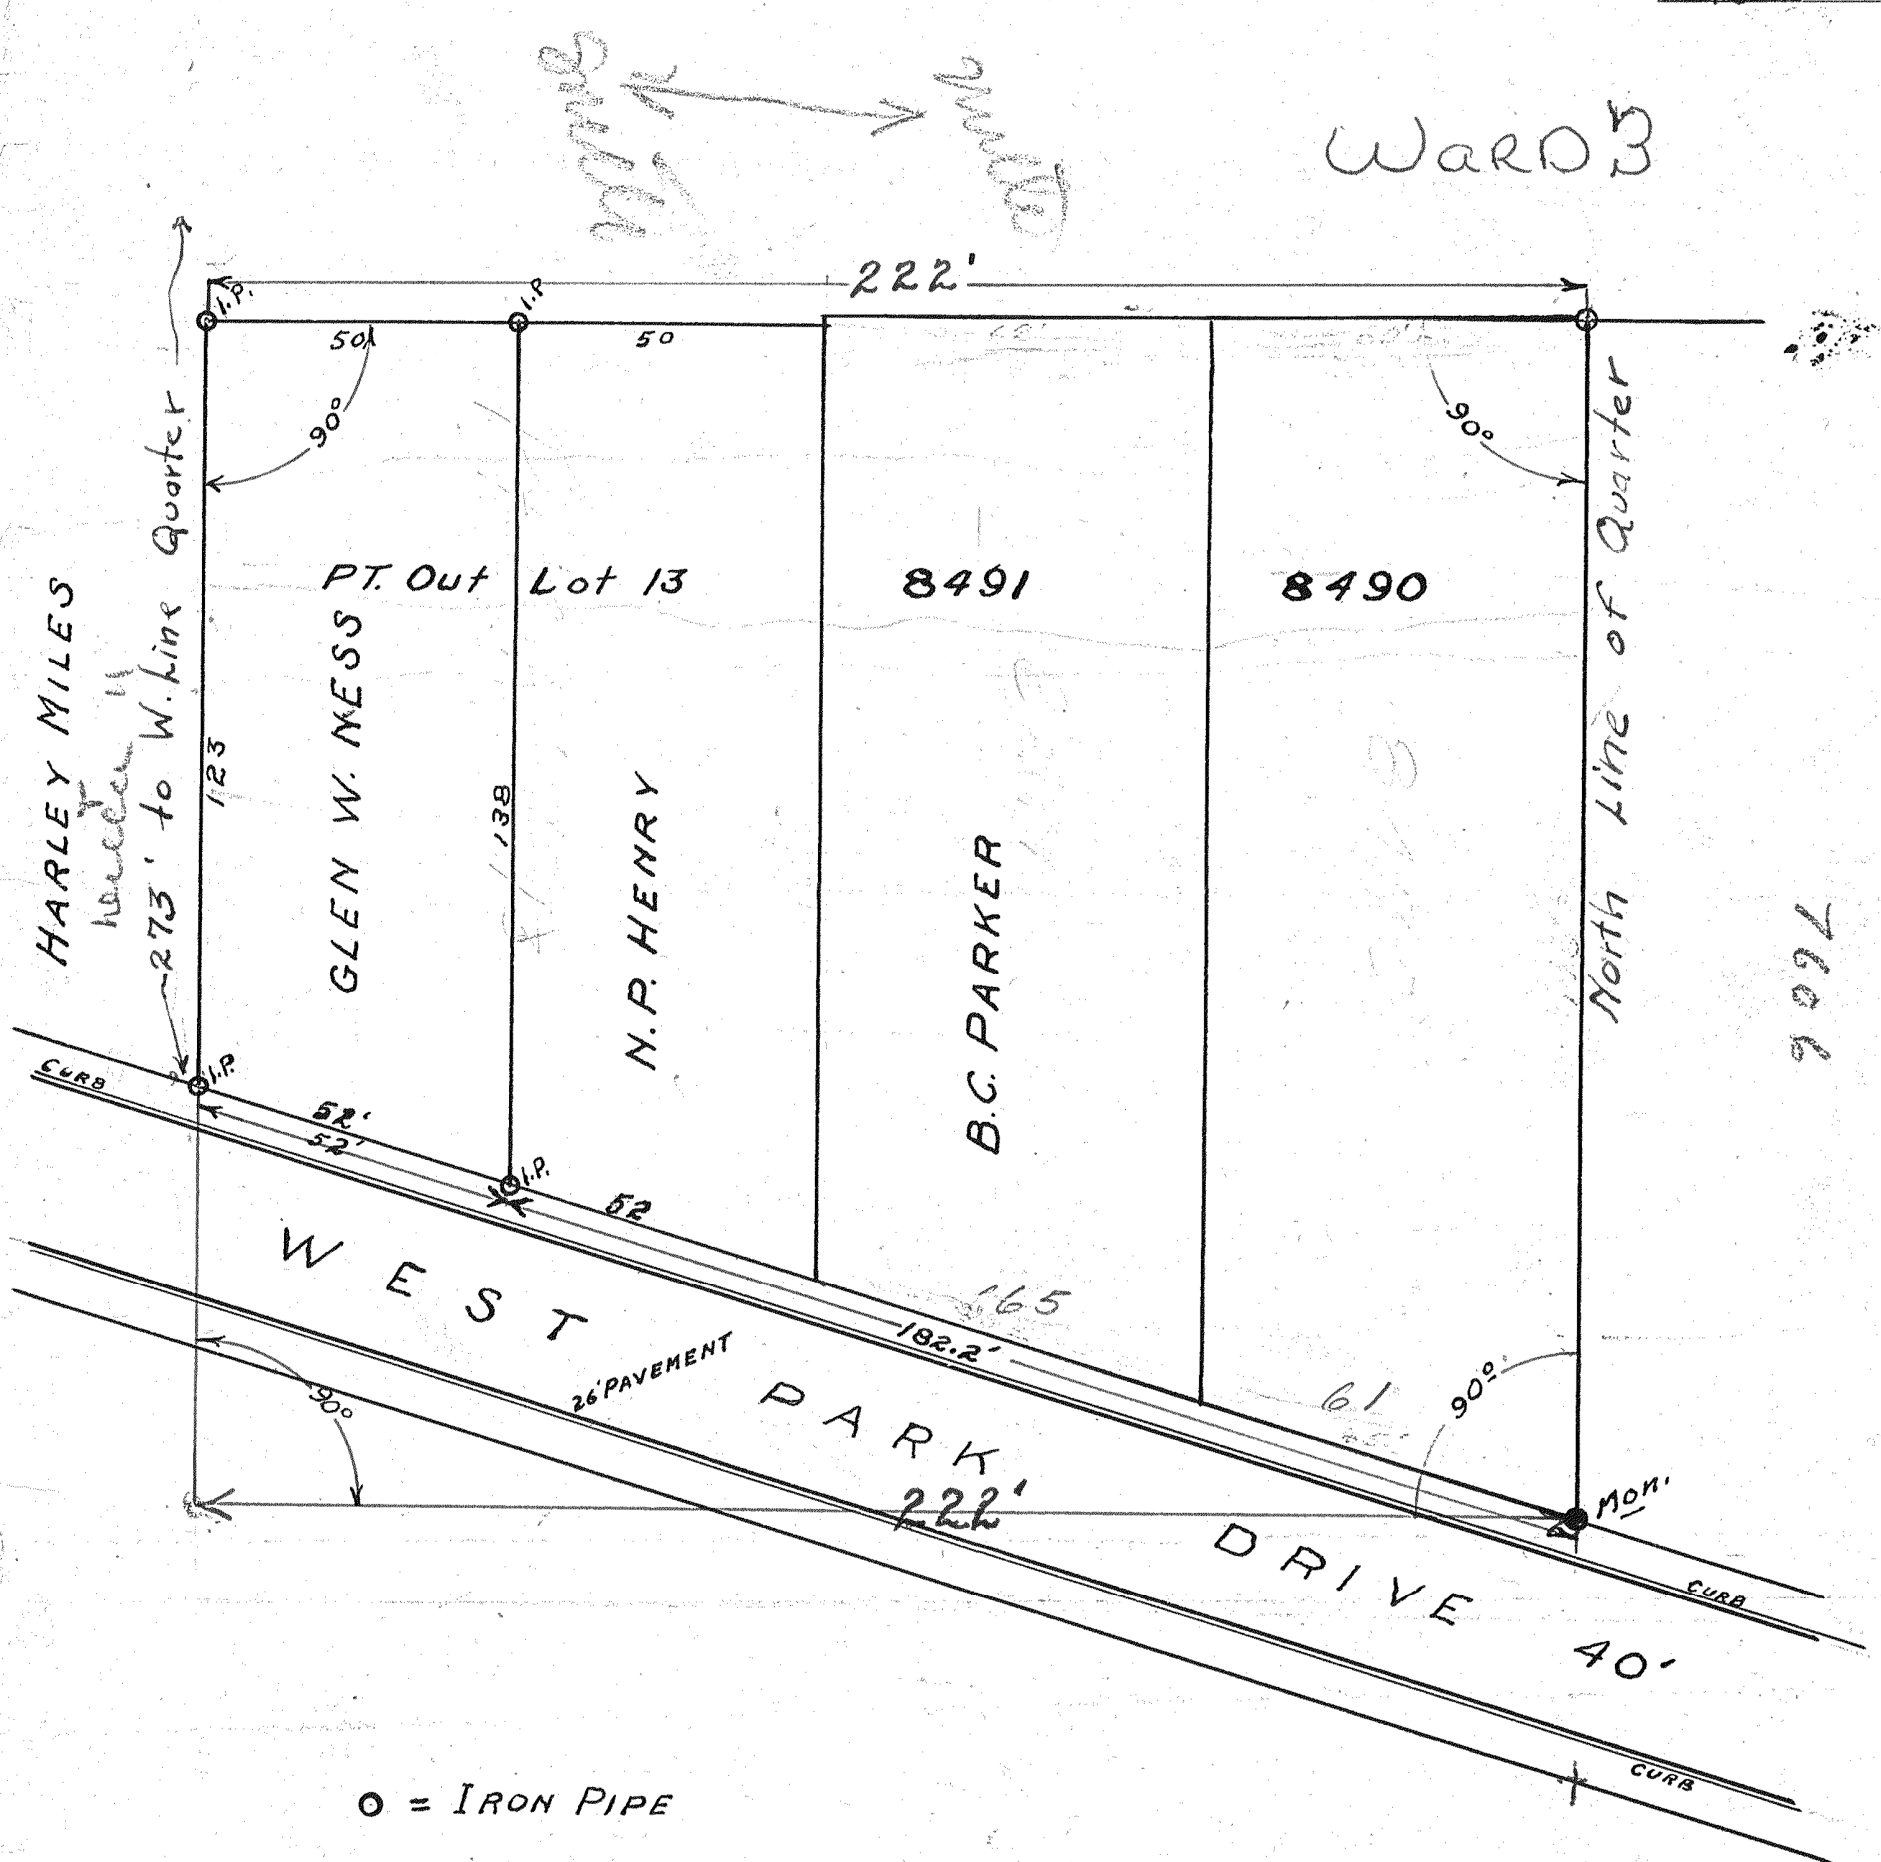 WARD 3
222'
I.P.
I.P
50
50
90°
90°
HARLEY MILES
273' to W. Line Quarter
123
PT. Out Lot 13
GLEN W. NESS
138
N.P. HENRY
8491
B.C. PARKER
8490
North Line of Quarter
7606
CURB
I.P.
52'
52'
I.P.
52
65
182.2'
61
90°
Mon.
WEST PARK DRIVE 40'
26' PAVEMENT
90°
222'
CURB
CURB
O = IRON PIPE